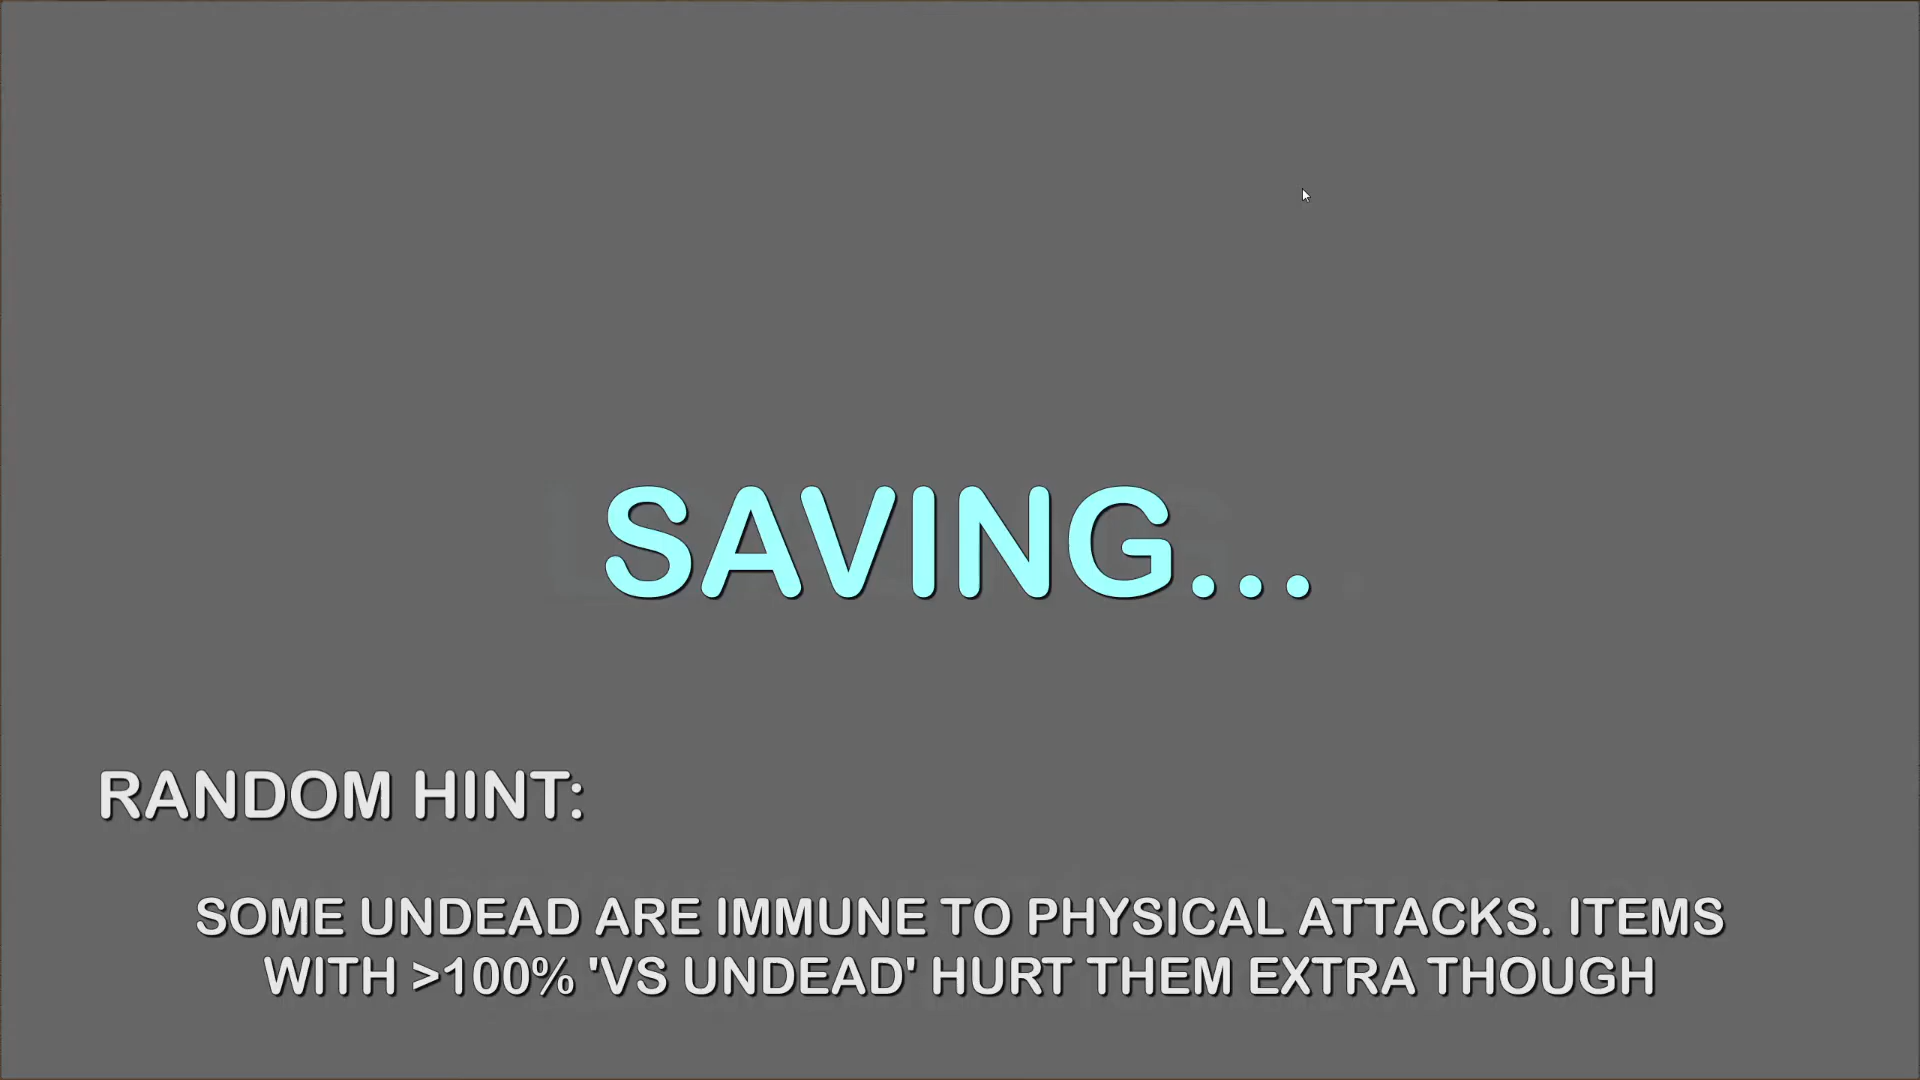 SAVING...
RANDOM HINT:
SOME UNDEAD ARE IMMUNE TO PHYSICAL ATTACKS. ITEMS
WITH >100% 'VS UNDEAD' HURT THEM EXTRA THOUGH